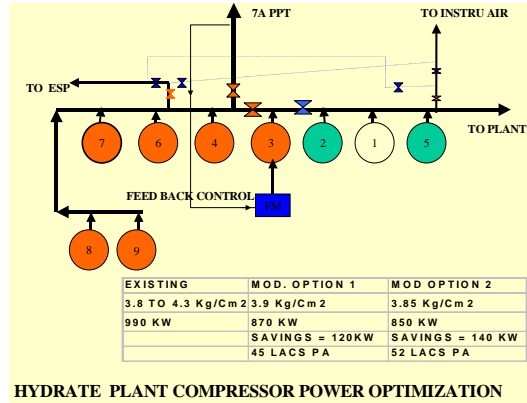 7A PPT
TO INSTRU AIR
TO ESP
TO PLANT
7
6
4
3
2
1
5
FEED BACK CONTROL
FM
8
9
EXISTING MOD. OPTION 1 MOD OPTION 2
3.8 TO 4.3 Kg/Cm2 3.9 Kg/Cm2 3.85 Kg/Cm2
990 KW 870 KW 850 KW
SAVINGS = 120KW SAVINGS = 140 KW
45 LACS PA 52 LACS PA
HYDRATE PLANT COMPRESSOR POWER OPTIMIZATION